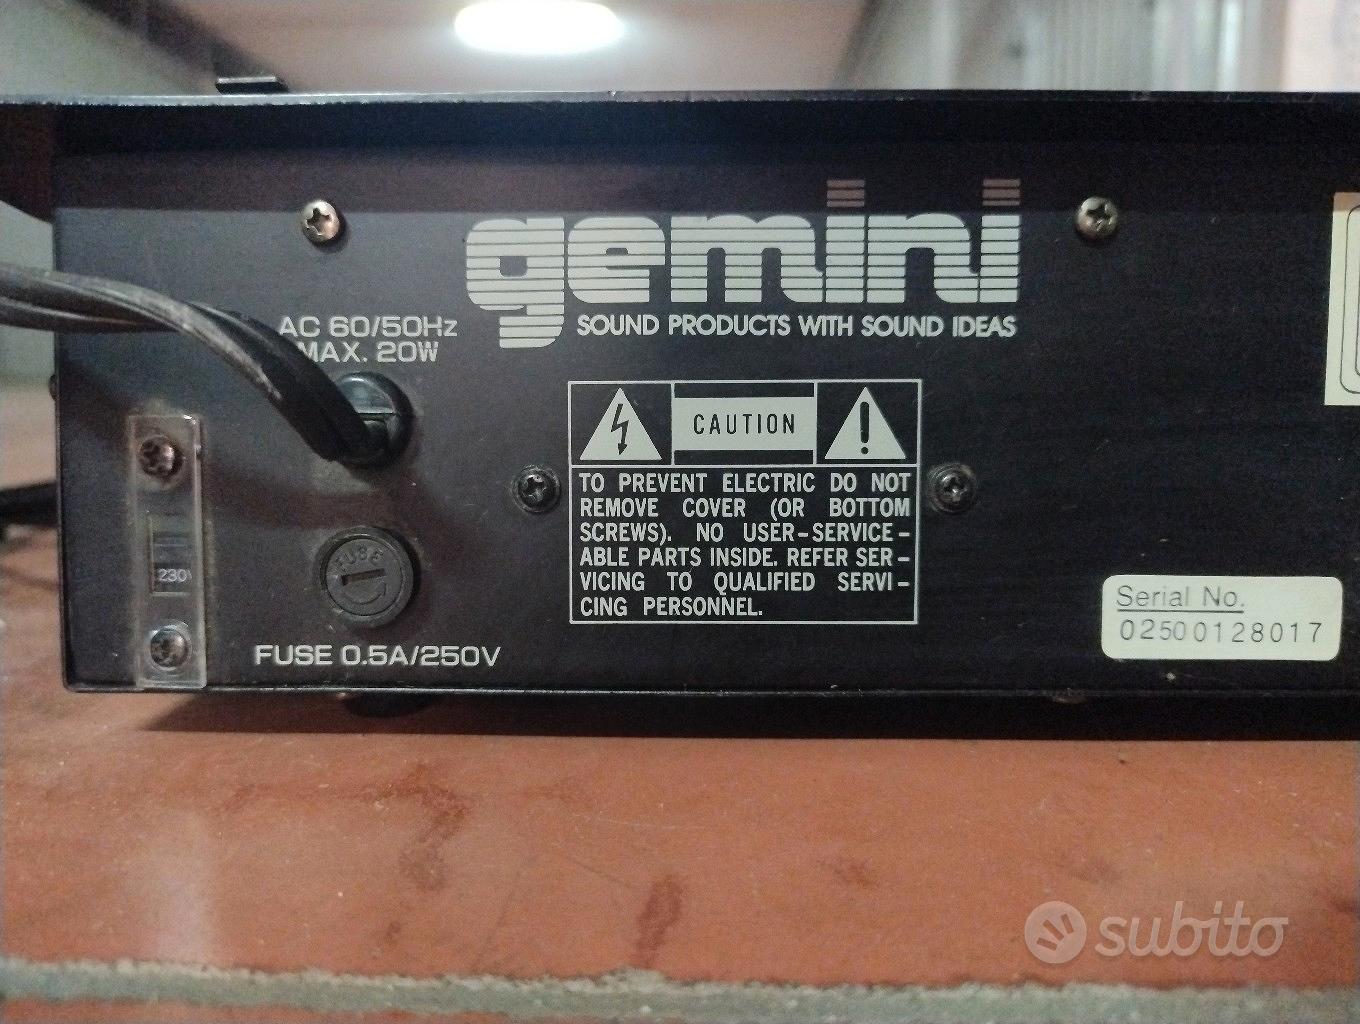 gemini
SOUND PRODUCTS WITH SOUND IDEAS
AC 60/50Hz
MAX. 20W
CAUTION
TO PREVENT ELECTRIC DO NOT
REMOVE COVER (OR BOTTOM
SCREWS). NO USER-SERVICE-
ABLE PARTS INSIDE. REFER SER-
VICING TO QUALIFIED SERVI-
CING PERSONNEL.
230V
FUSE
FUSE 0.5A/250V
Serial No.
02500128017
subito